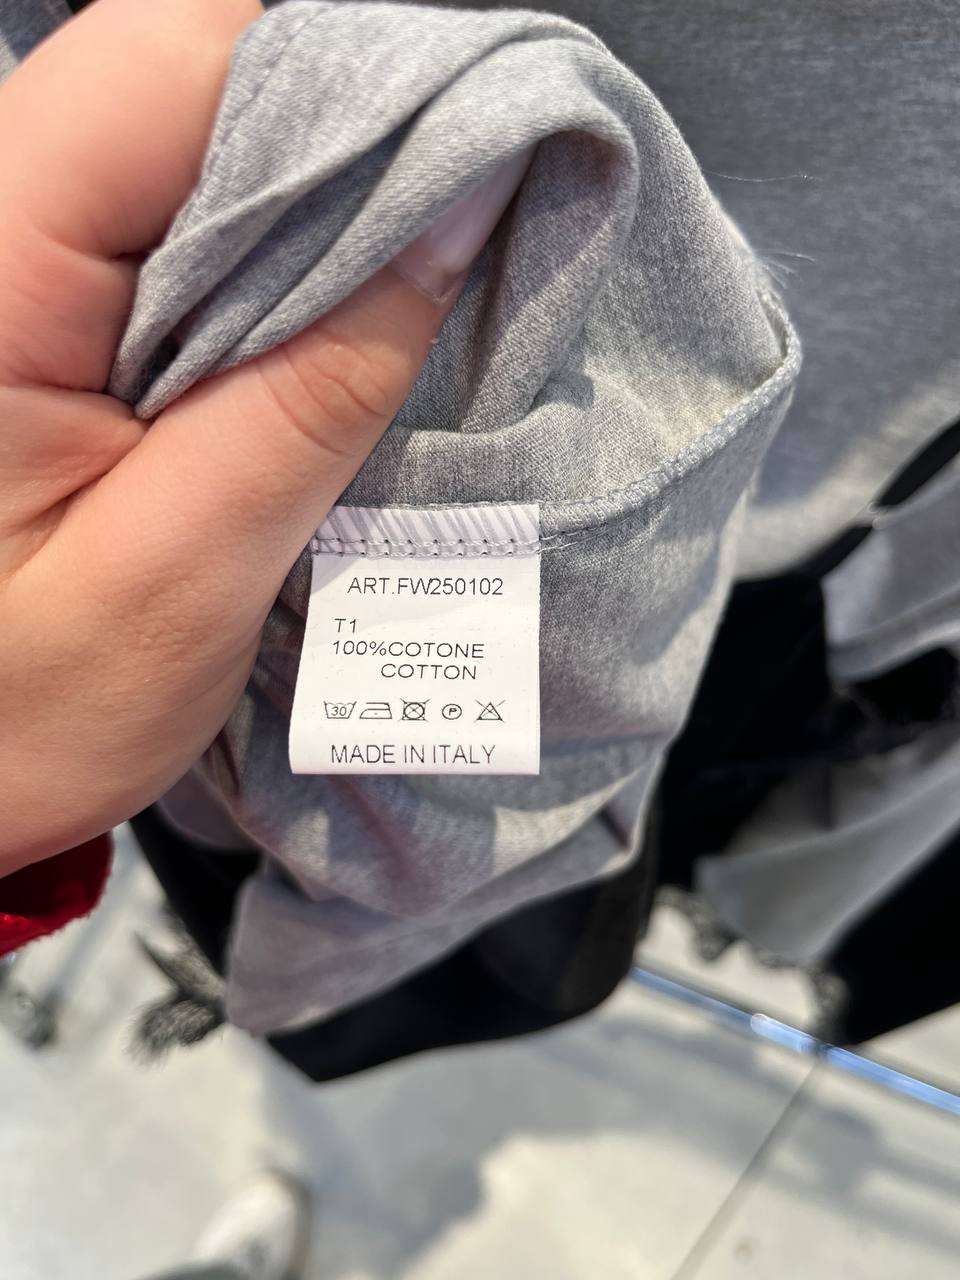 ART.FW250102
T1
100%COTONE
COTTON
30 P
MADE IN ITALY